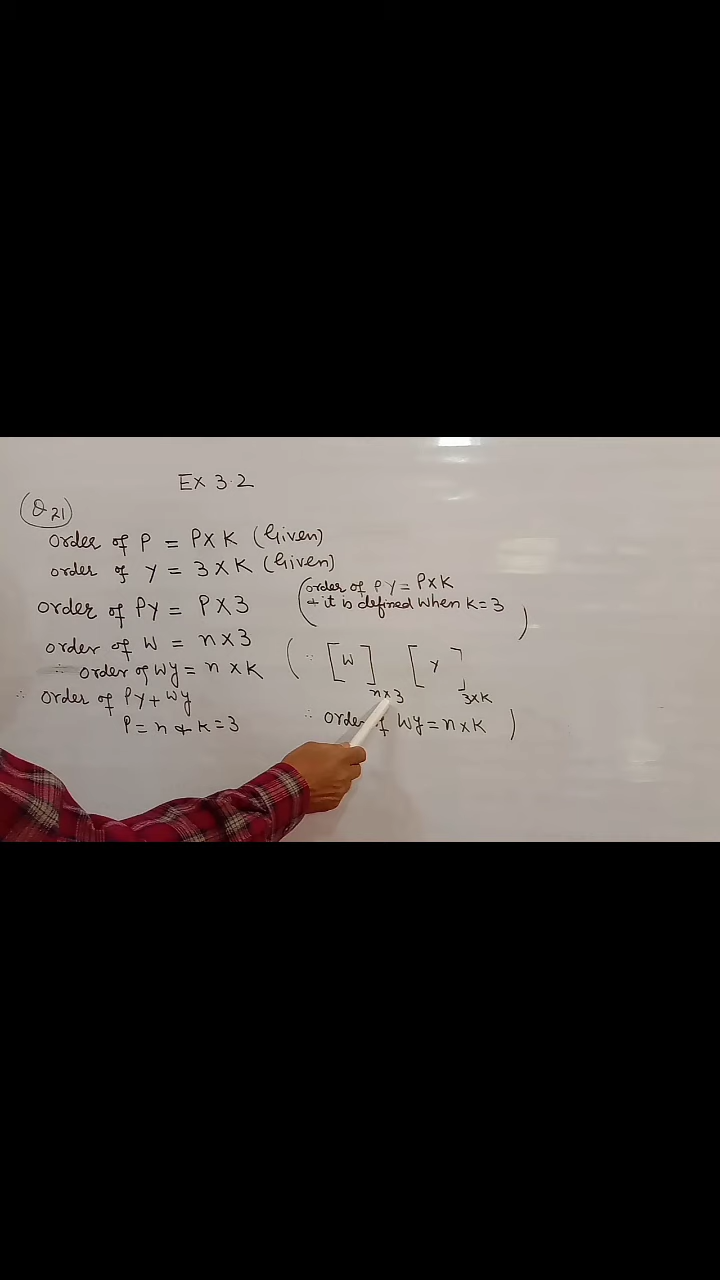 Ex 3.2
Q21
Order of P = P×K (Given)
Order of Y = 3×K (Given)
Order of PY = P×3
(Order of PY = P×K
& it is defined when K=3)
Order of W = n×3
∴ Order of WY = n×K
(∵ [W] n×3 [Y] 3×K
∴ Order of WY = n×K)
∴ Order of PY + WY
P = n & K = 3